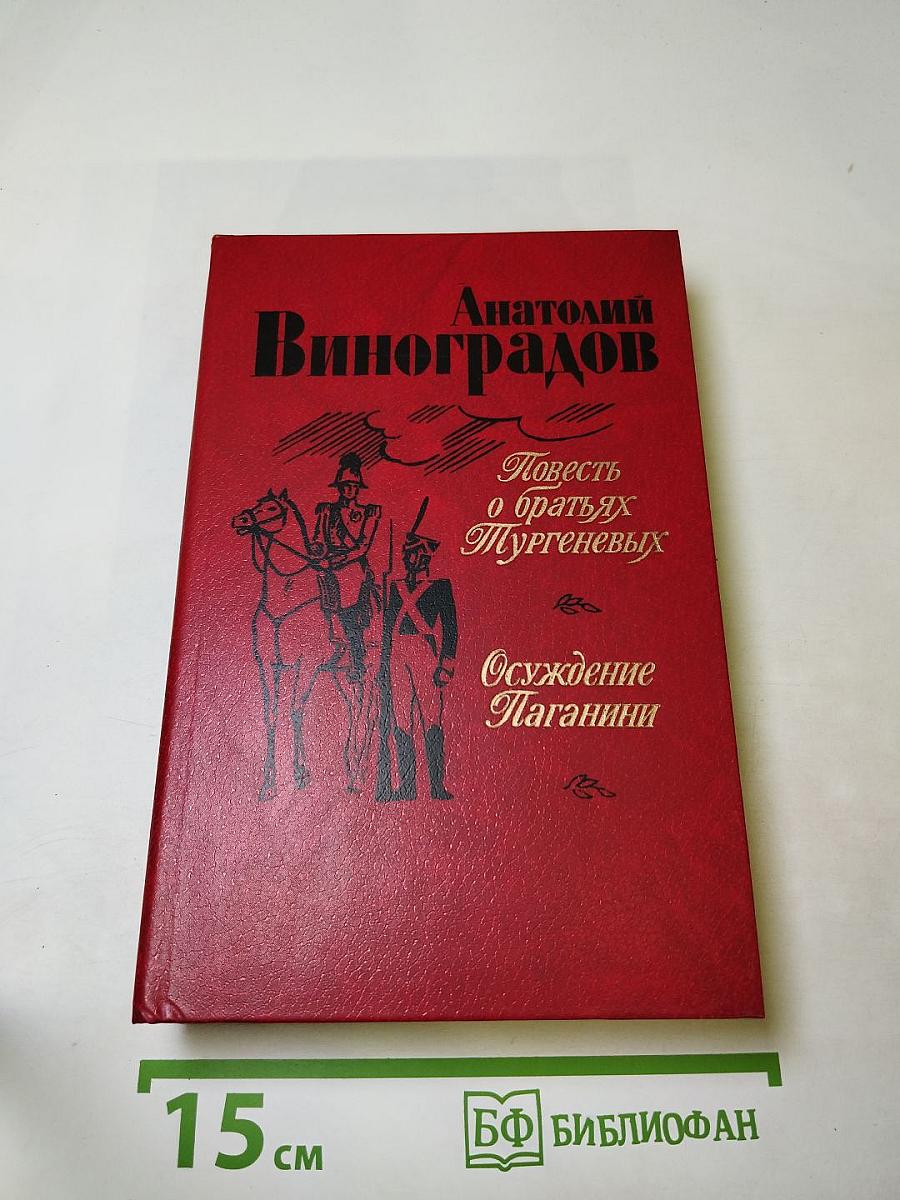 Анатолий
Виноградов
Повесть
о братьях
Тургеневых
Осуждение
Паганини
15 см
БФ БИБЛИОФАН